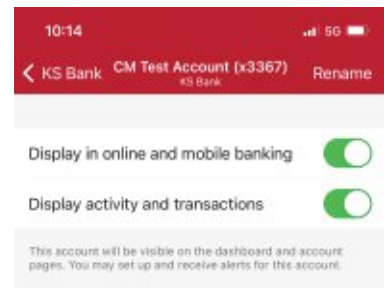 10:14 5G
KS Bank CM Test Account (x3367) Rename
KS Bank
Display in online and mobile banking
Display activity and transactions
This account will be visible on the dashboard and account
pages. You may set up and receive alerts for this account.